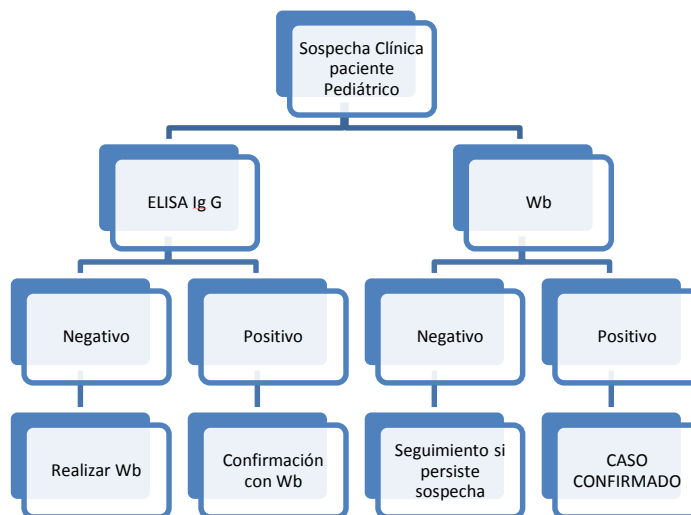 Sospecha Clínica
paciente
Pediátrico
ELISA Ig G
Wb
Negativo
Positivo
Negativo
Positivo
Realizar Wb
Confirmación
con Wb
Seguimiento si
persiste
sospecha
CASO
CONFIRMADO